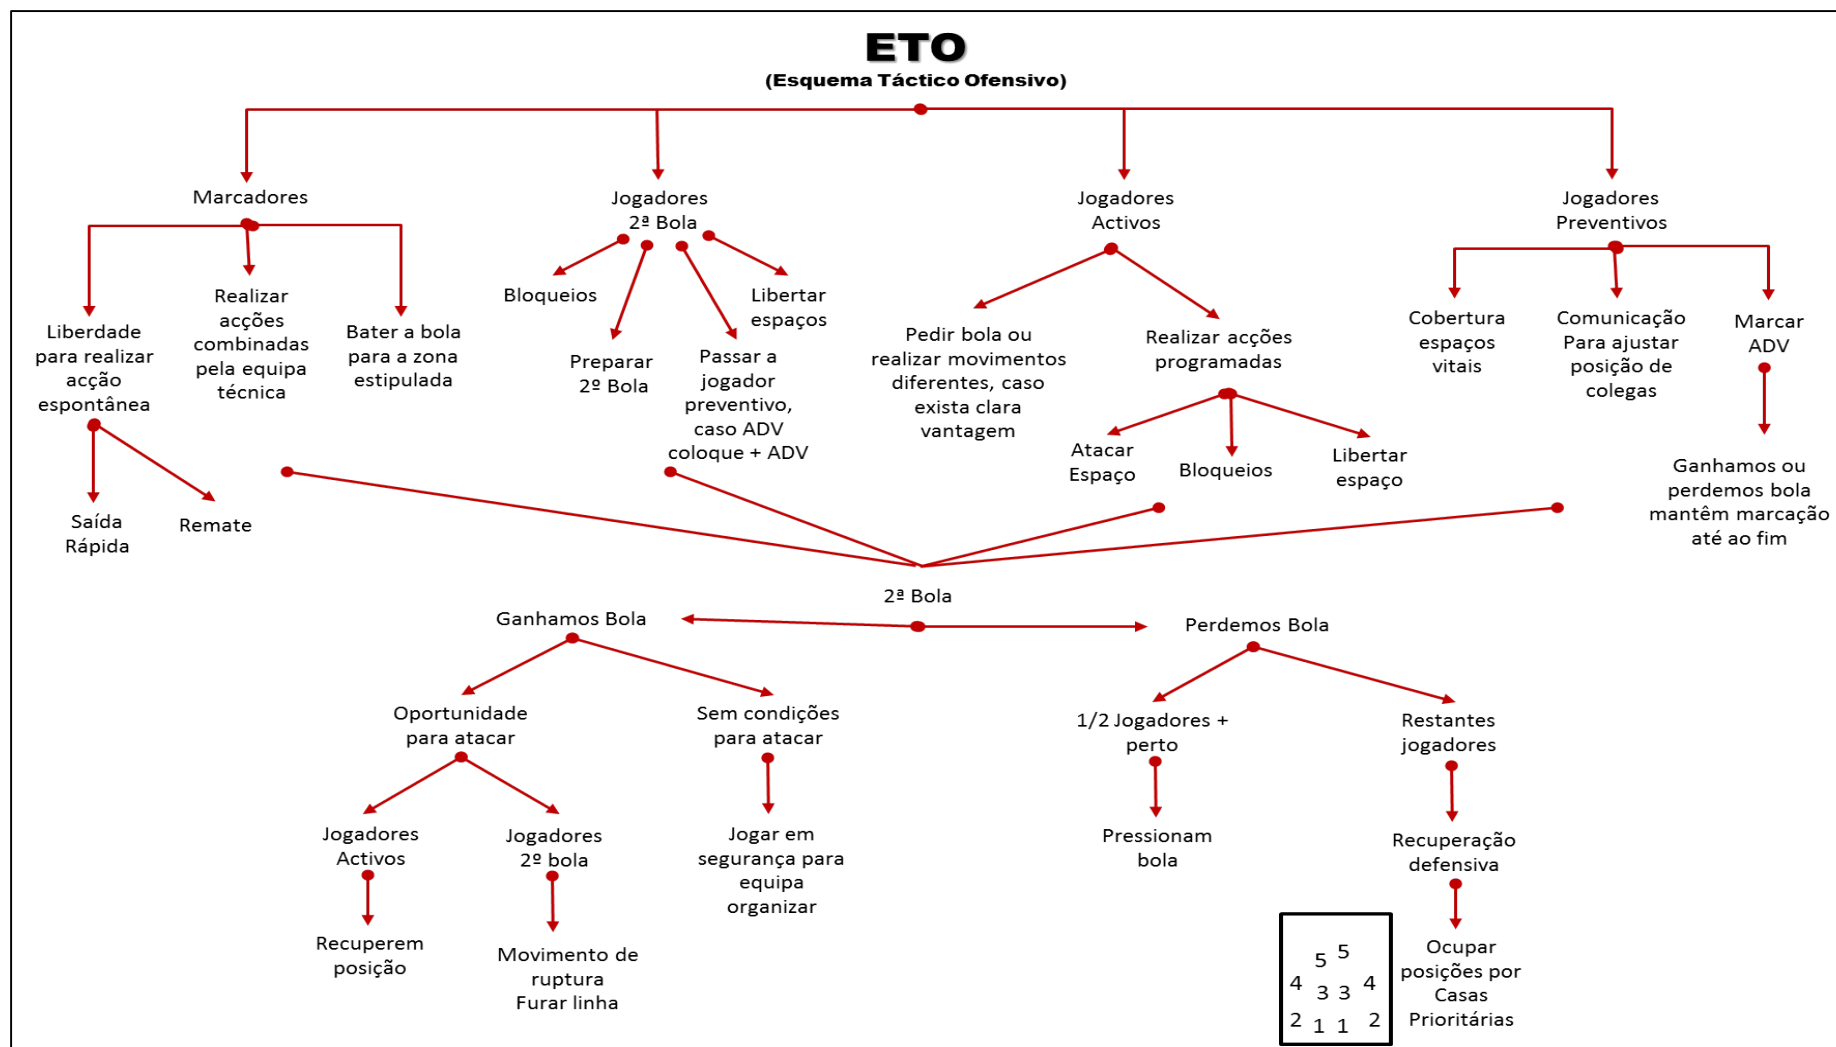 ETO
(Esquema Táctico Ofensivo)
Marcadores
Jogadores
2ª Bola
Jogadores
Activos
Jogadores
Preventivos
Liberdade
para realizar
acção
espontânea
Realizar
acções
combinadas
pela equipa
técnica
Bater a bola
para a zona
estipulada
Bloqueios
Preparar
2º Bola
Passar a
jogador
preventivo,
caso ADV
coloque + ADV
Libertar
espaços
Pedir bola ou
realizar movimentos
diferentes, caso
exista clara
vantagem
Realizar acções
programadas
Cobertura
espaços
vitais
Comunicação
Para ajustar
posição de
colegas
Marcar
ADV
Saída
Rápida
Remate
Atacar
Espaço
Bloqueios
Libertar
espaço
Ganhamos ou
perdemos bola
mantêm marcação
até ao fim
2ª Bola
Ganhamos Bola
Perdemos Bola
Oportunidade
para atacar
Sem condições
para atacar
1/2 Jogadores +
perto
Restantes
jogadores
Jogadores
Activos
Jogadores
2º bola
Jogar em
segurança para
equipa
organizar
Pressionam
bola
Recuperação
defensiva
Recuperem
posição
Movimento de
ruptura
Furar linha
5 5
4 3 3 4
2 1 1 2
Ocupar
posições por
Casas
Prioritárias